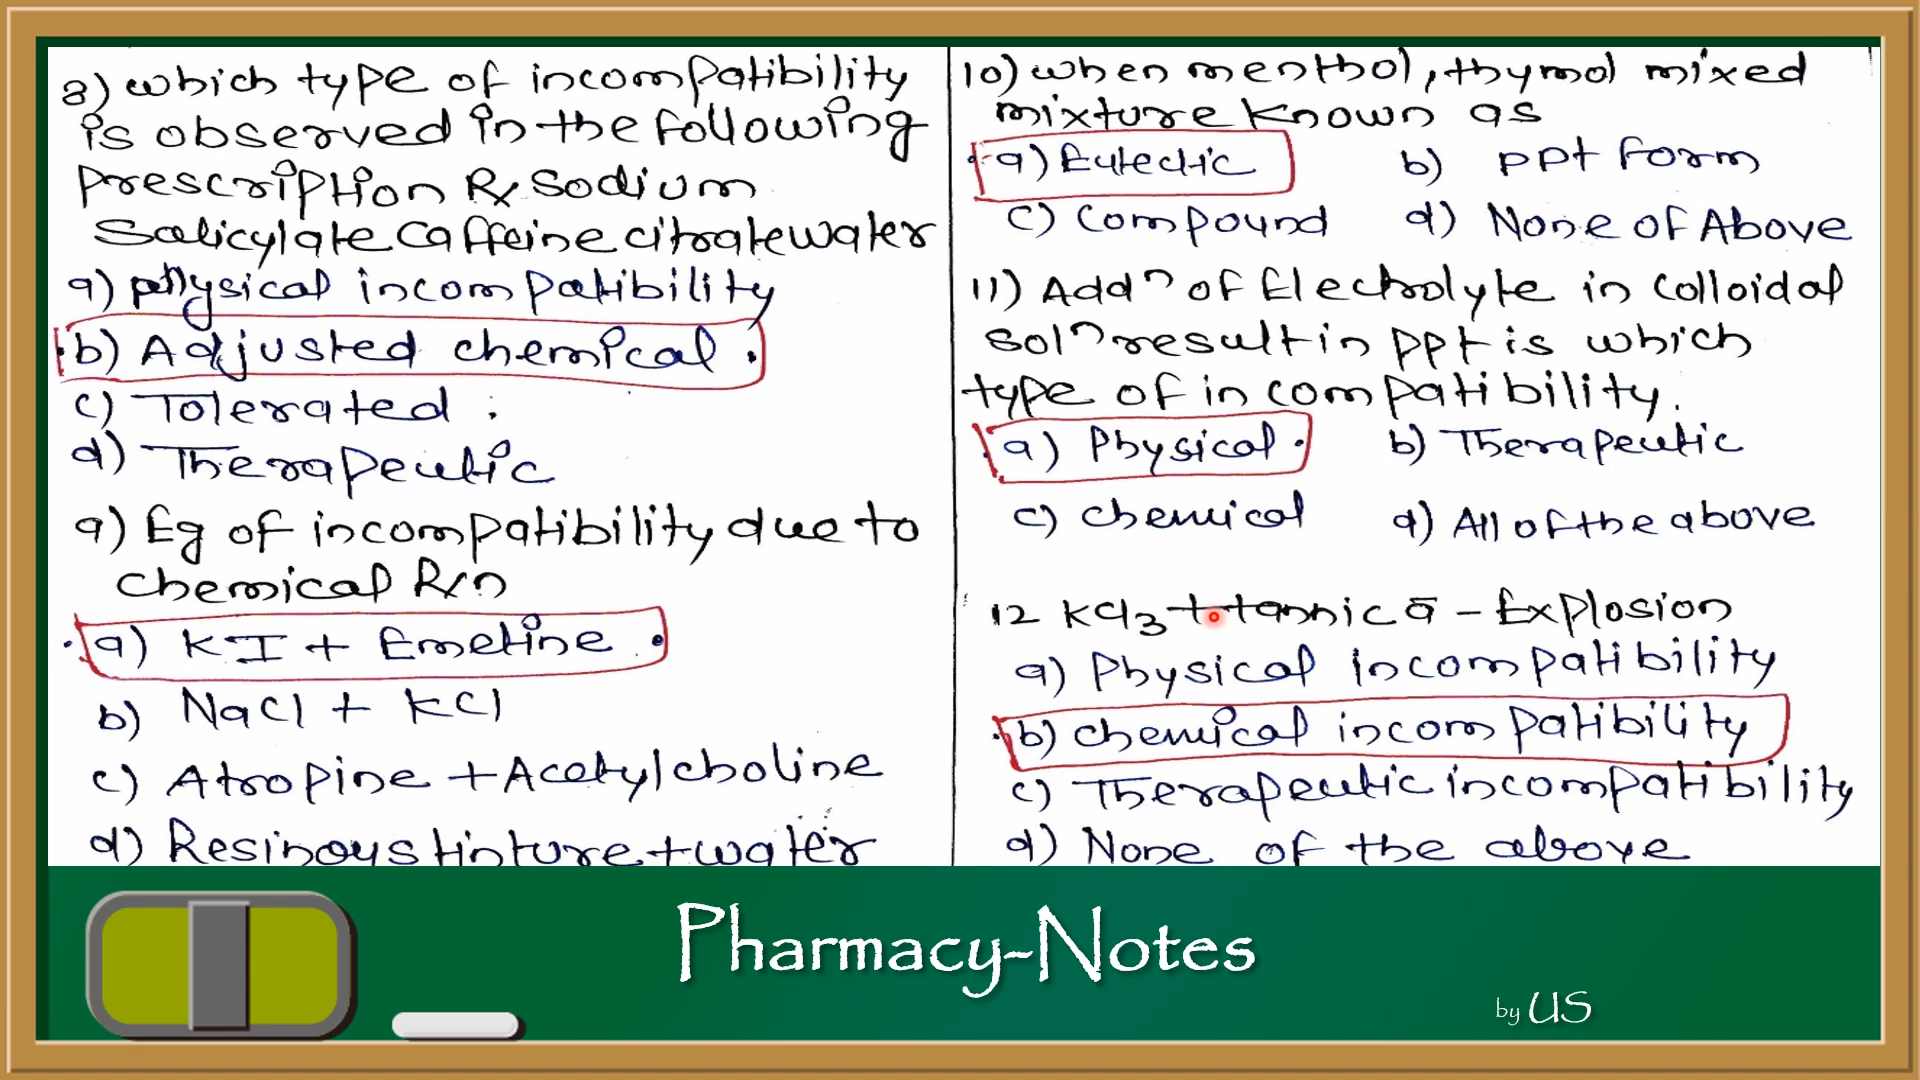 8) which type of incompatibility
is observed in the following
prescription Rx Sodium
Salicylate caffeine citrate water
a) physical incompatibility
b) Adjusted chemical.
c) Tolerated.
d) Therapeutic
9) Eg of incompatibility due to
chemical Rxn
a) KI + Emetine.
b) NaCl + KCl
c) Atropine + Acetylcholine
d) Resinous tinture + water
10) when menthol, thymol mixed
mixture known as
a) Eutectic b) ppt form
c) Compound d) None of Above
11) Addⁿ of Electrolyte in colloidal
solⁿ result in ppt is which
type of incompatibility.
a) Physical. b) Therapeutic
c) chemical d) All of the above
12 KCl3 + tannic ā - Explosion
a) Physical incompatibility
b) chemical incompatibility
c) Therapeutic incompatibility
d) None of the above
Pharmacy-Notes
by US